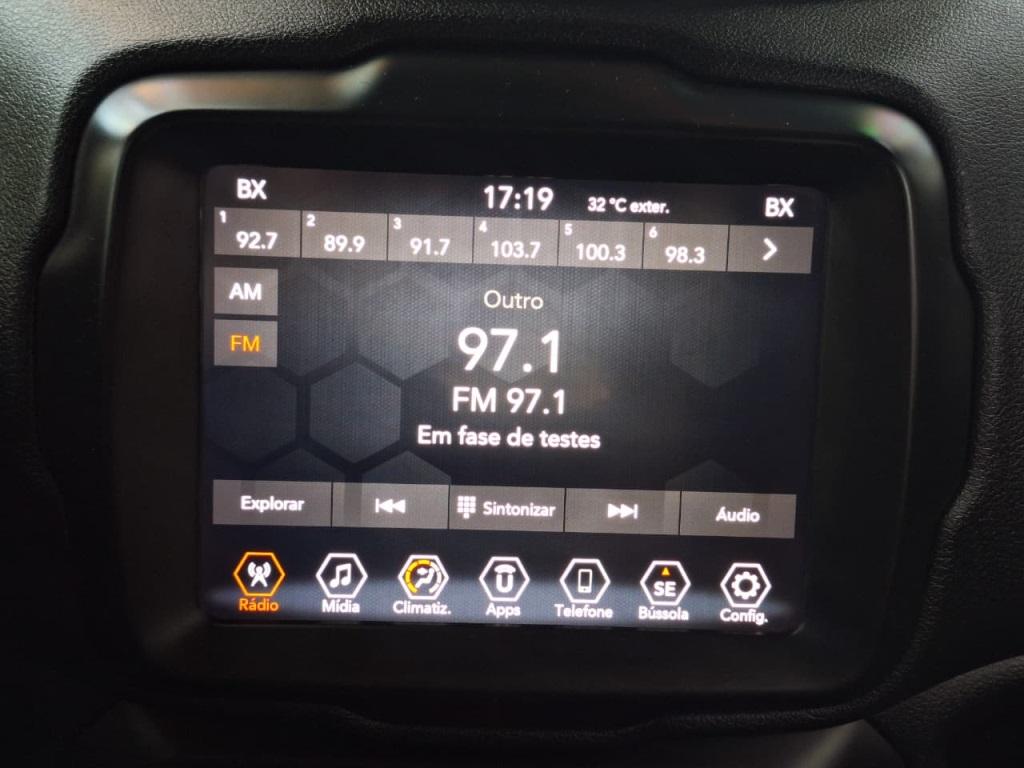 BX 17:19 32 °C exter. BX
1 92.7 2 89.9 3 91.7 4 103.7 5 100.3 6 98.3
AM
Outro
FM
97.1
FM 97.1
Em fase de testes
Explorar Sintonizar Áudio
SE
Rádio Mídia Climatiz. Apps Telefone Bússola Config.